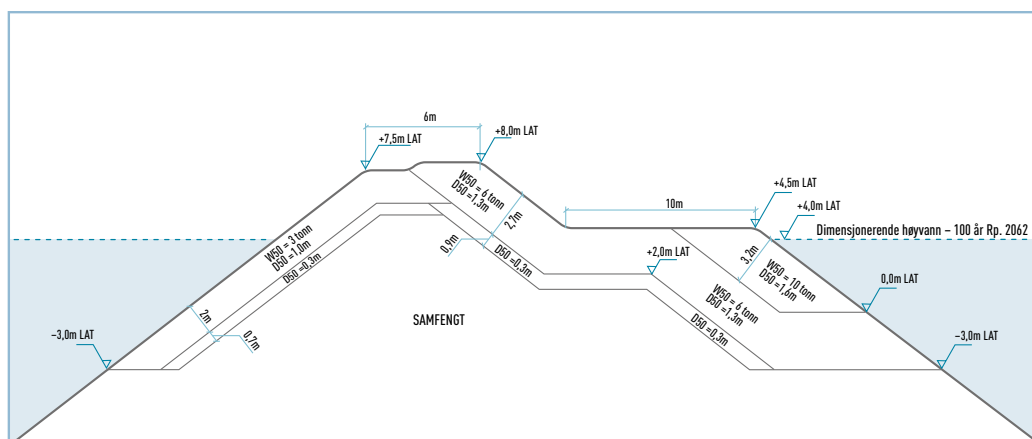 6m
+7,5m LAT
+8,0m LAT
10m
+4,5m LAT
+4,0m LAT
Dimensjonerende høyvann – 100 år Rp. 2062
W50 = 6 tonn
D50 =1,3m
2,7m
0,9m
D50 =0,3m
W50 = 3 tonn
D50 =1,0m
D50 =0,3m
2m
0,7m
–3,0m LAT
SAMFENGT
+2,0m LAT
3,2m
W50 = 10 tonn
D50 =1,6m
0,0m LAT
W50 = 6 tonn
D50 =1,3m
D50 =0,3m
–3,0m LAT